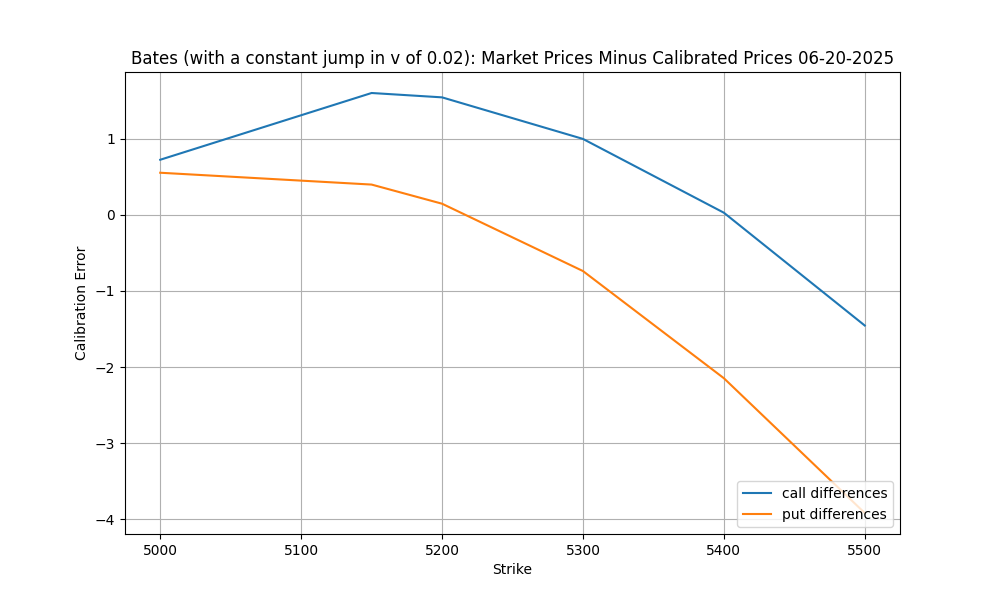 Bates (with a constant jump in v of 0.02): Market Prices Minus Calibrated Prices 06-20-2025
1
0
−1
−2
−3
−4
Calibration Error
5000 5100 5200 5300 5400 5500
Strike
call differences
put differences